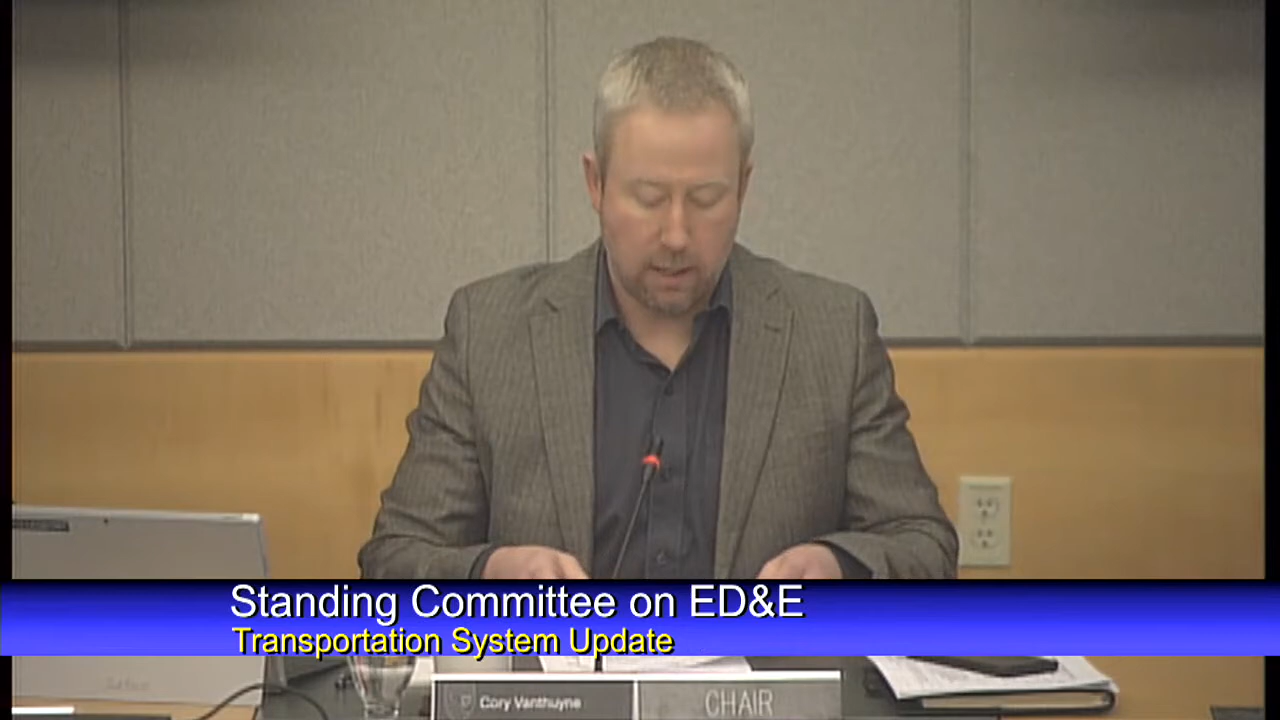 Standing Committee on ED&E
Transportation System Update
Cory Vanthuyne
CHAIR